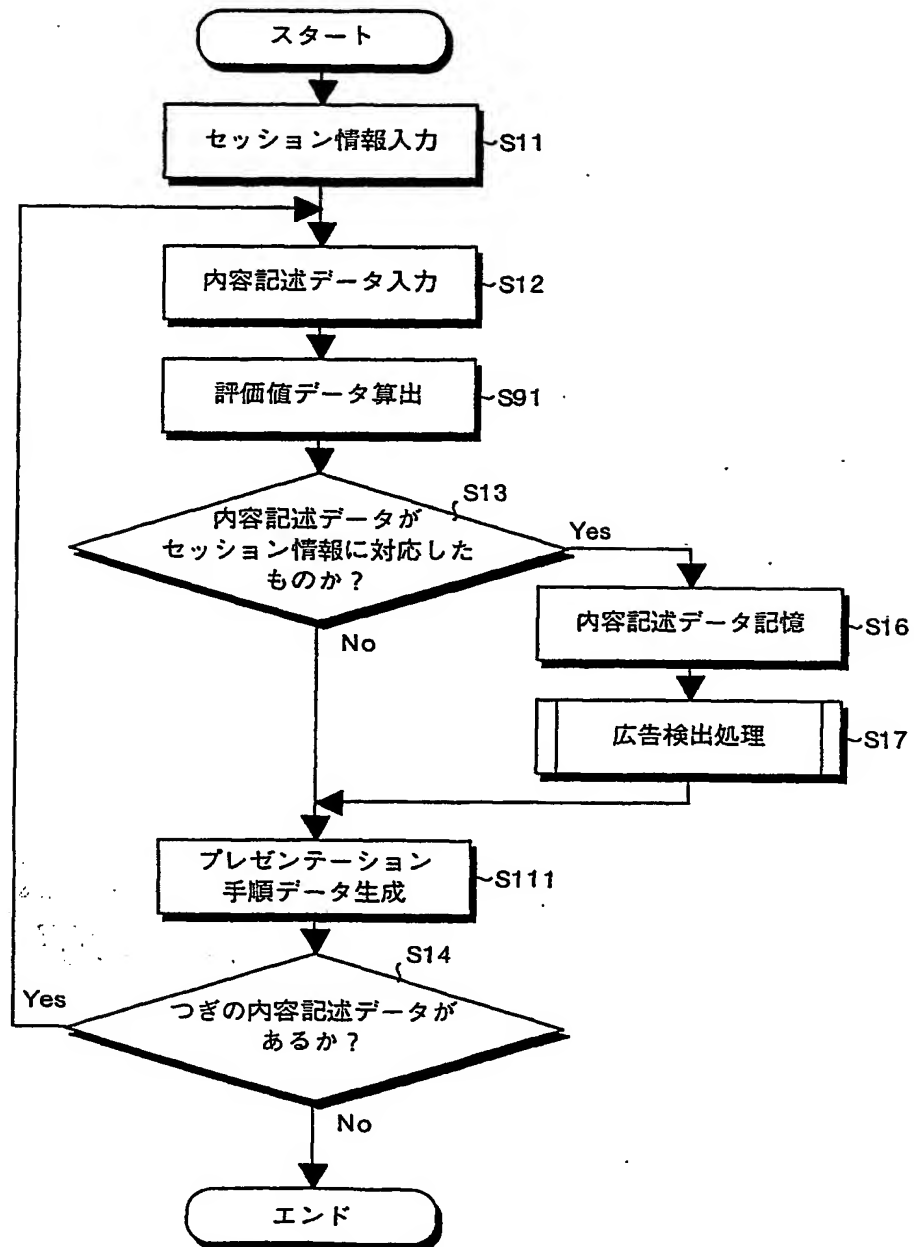 スタート
セッション情報入力
S11
内容記述データ入力
S12
評価値データ算出
S91
S13
内容記述データが
セッション情報に対応した
ものか？
Yes
No
内容記述データ記憶
S16
広告検出処理
S17
プレゼンテーション
手順データ生成
S111
S14
つぎの内容記述データが
あるか？
Yes
No
エンド